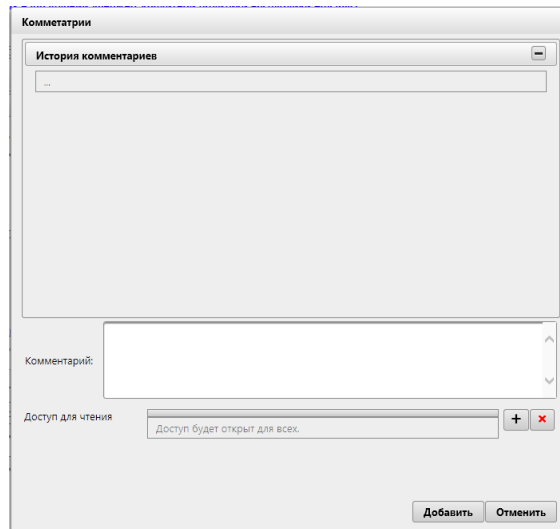 Комметатрии
История комментариев
...
Комментарий:
Доступ для чтения
Доступ будет открыт для всех.
Добавить Отменить